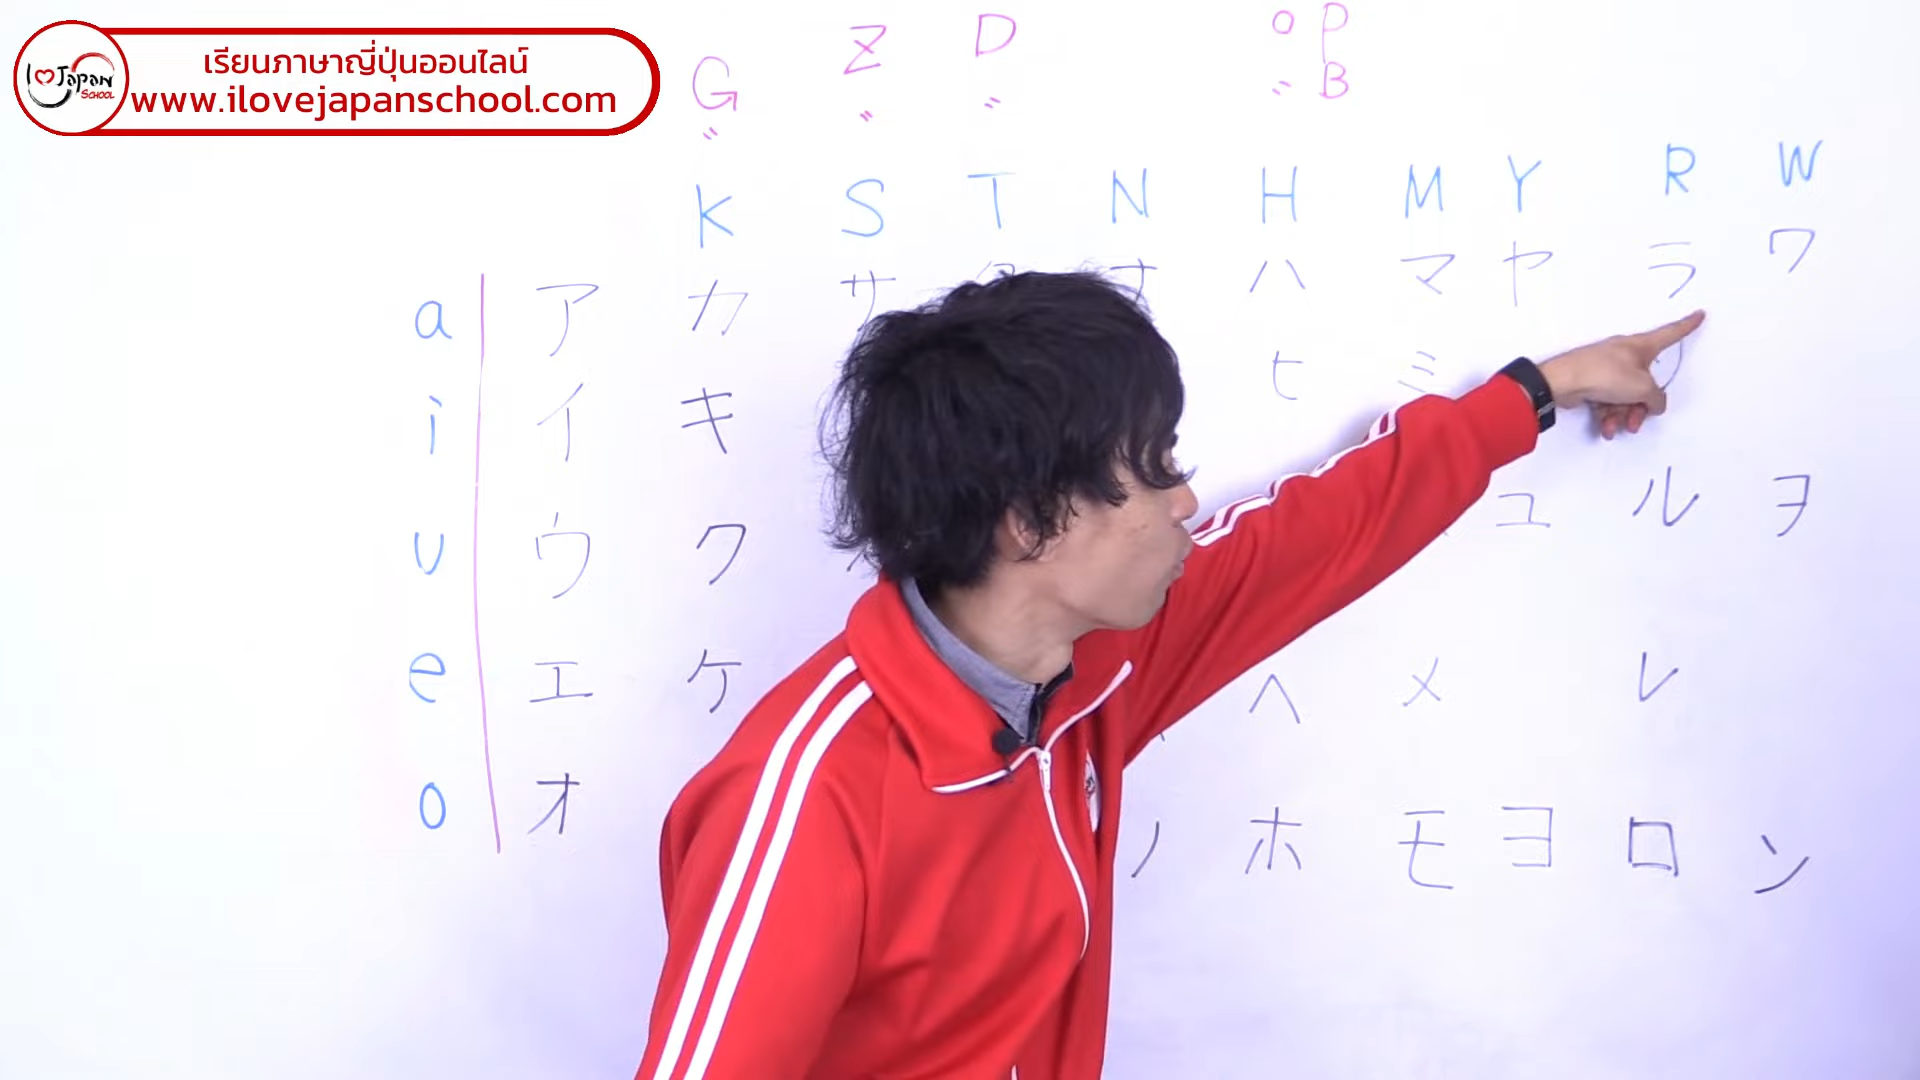 I ♥ Japan SCHOOL
เรียนภาษาญี่ปุ่นออนไลน์
www.ilovejapanschool.com
G Z D ゜ P
゛ ゛ ゛ ゛ B
K S T N H M Y R W
a ア カ サ ナ ハ マ ヤ ラ ワ
i イ キ ヒ ミ
u ウ ク ユ ル ヲ
e エ ケ ヘ メ レ
o オ ノ ホ モ ヨ ロ ン